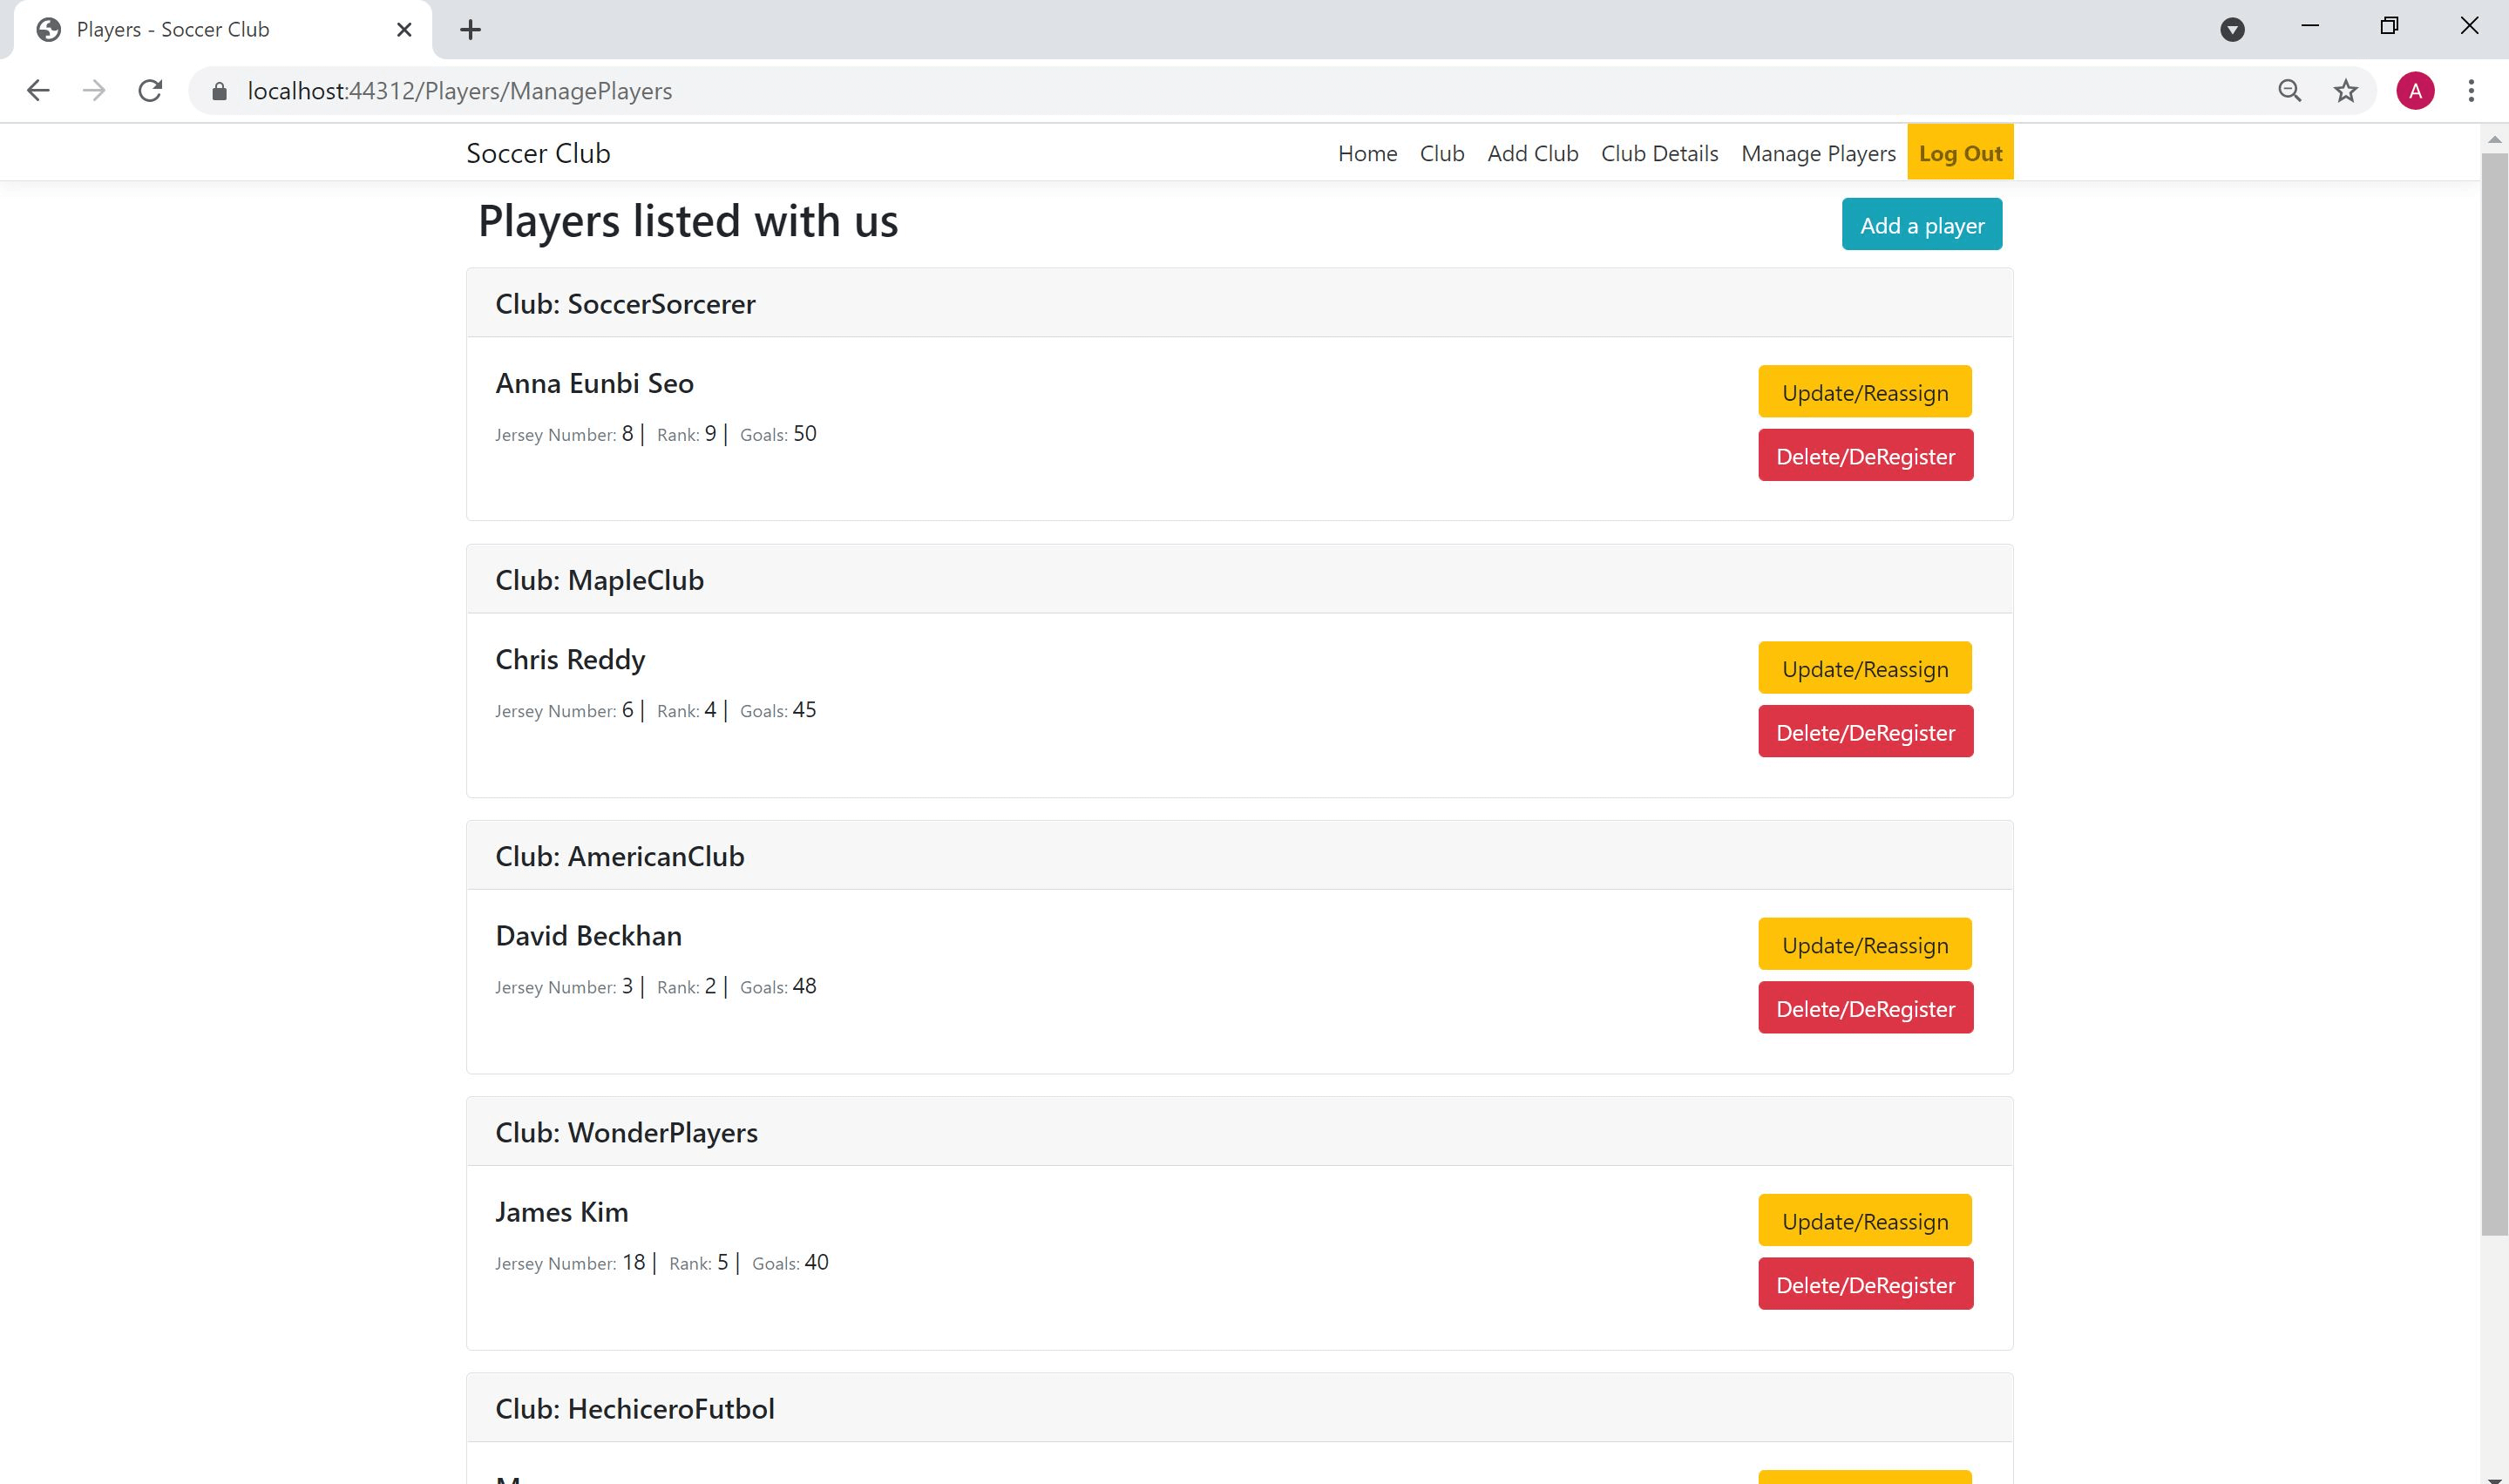 Players - Soccer Club
localhost:44312/Players/ManagePlayers
A
Soccer Club
Home Club Add Club Club Details Manage Players Log Out
Players listed with us
Add a player
Club: SoccerSorcerer
Anna Eunbi Seo
Update/Reassign
Jersey Number: 8 | Rank: 9 | Goals: 50
Delete/DeRegister
Club: MapleClub
Chris Reddy
Update/Reassign
Jersey Number: 6 | Rank: 4 | Goals: 45
Delete/DeRegister
Club: AmericanClub
David Beckhan
Update/Reassign
Jersey Number: 3 | Rank: 2 | Goals: 48
Delete/DeRegister
Club: WonderPlayers
James Kim
Update/Reassign
Jersey Number: 18 | Rank: 5 | Goals: 40
Delete/DeRegister
Club: HechiceroFutbol